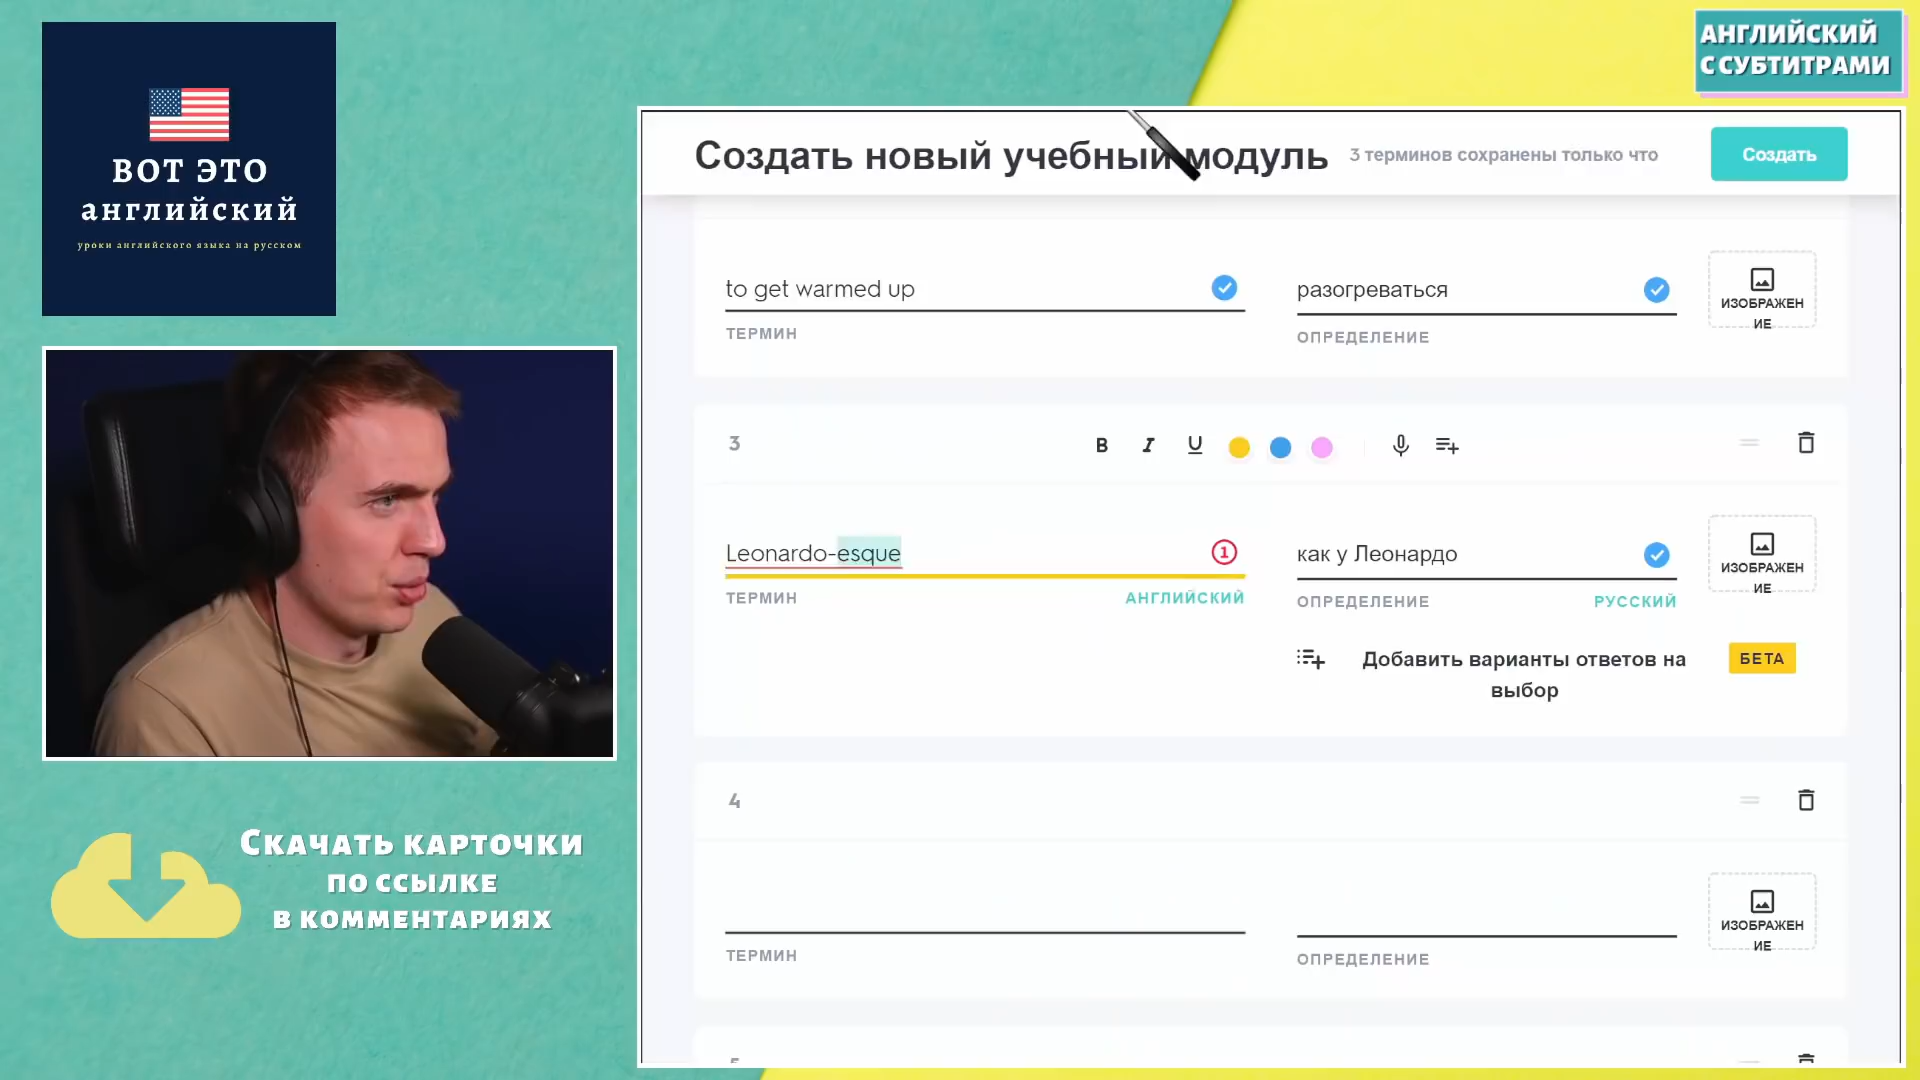 ВОТ ЭТО
английский
уроки английского языка на русском
АНГЛИЙСКИЙ
С СУБТИТРАМИ
Создать новый учебный модуль
3 терминов сохранены только что
Создать
to get warmed up
разогреваться
ИЗОБРАЖЕН
ИЕ
ТЕРМИН
ОПРЕДЕЛЕНИЕ
3
B I U
Leonardo-esque
1
как у Леонардо
ИЗОБРАЖЕН
ИЕ
ТЕРМИН
АНГЛИЙСКИЙ
ОПРЕДЕЛЕНИЕ
РУССКИЙ
Добавить варианты ответов на
выбор
БЕТА
4
ИЗОБРАЖЕН
ИЕ
ТЕРМИН
ОПРЕДЕЛЕНИЕ
СКАЧАТЬ КАРТОЧКИ
ПО ССЫЛКЕ
В КОММЕНТАРИЯХ